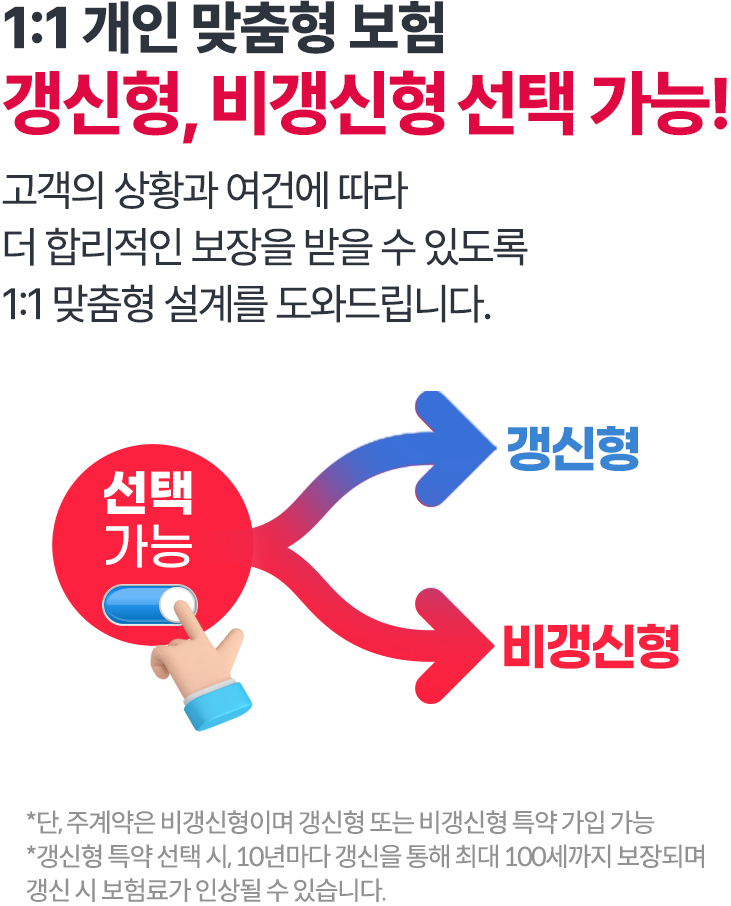 1:1 개인 맞춤형 보험
갱신형, 비갱신형 선택 가능!
고객의 상황과 여건에 따라
더 합리적인 보장을 받을 수 있도록
1:1 맞춤형 설계를 도와드립니다.
선택
가능
갱신형
비갱신형
*단, 주계약은 비갱신형이며 갱신형 또는 비갱신형 특약 가입 가능
*갱신형 특약 선택 시, 10년마다 갱신을 통해 최대 100세까지 보장되며
갱신 시 보험료가 인상될 수 있습니다.